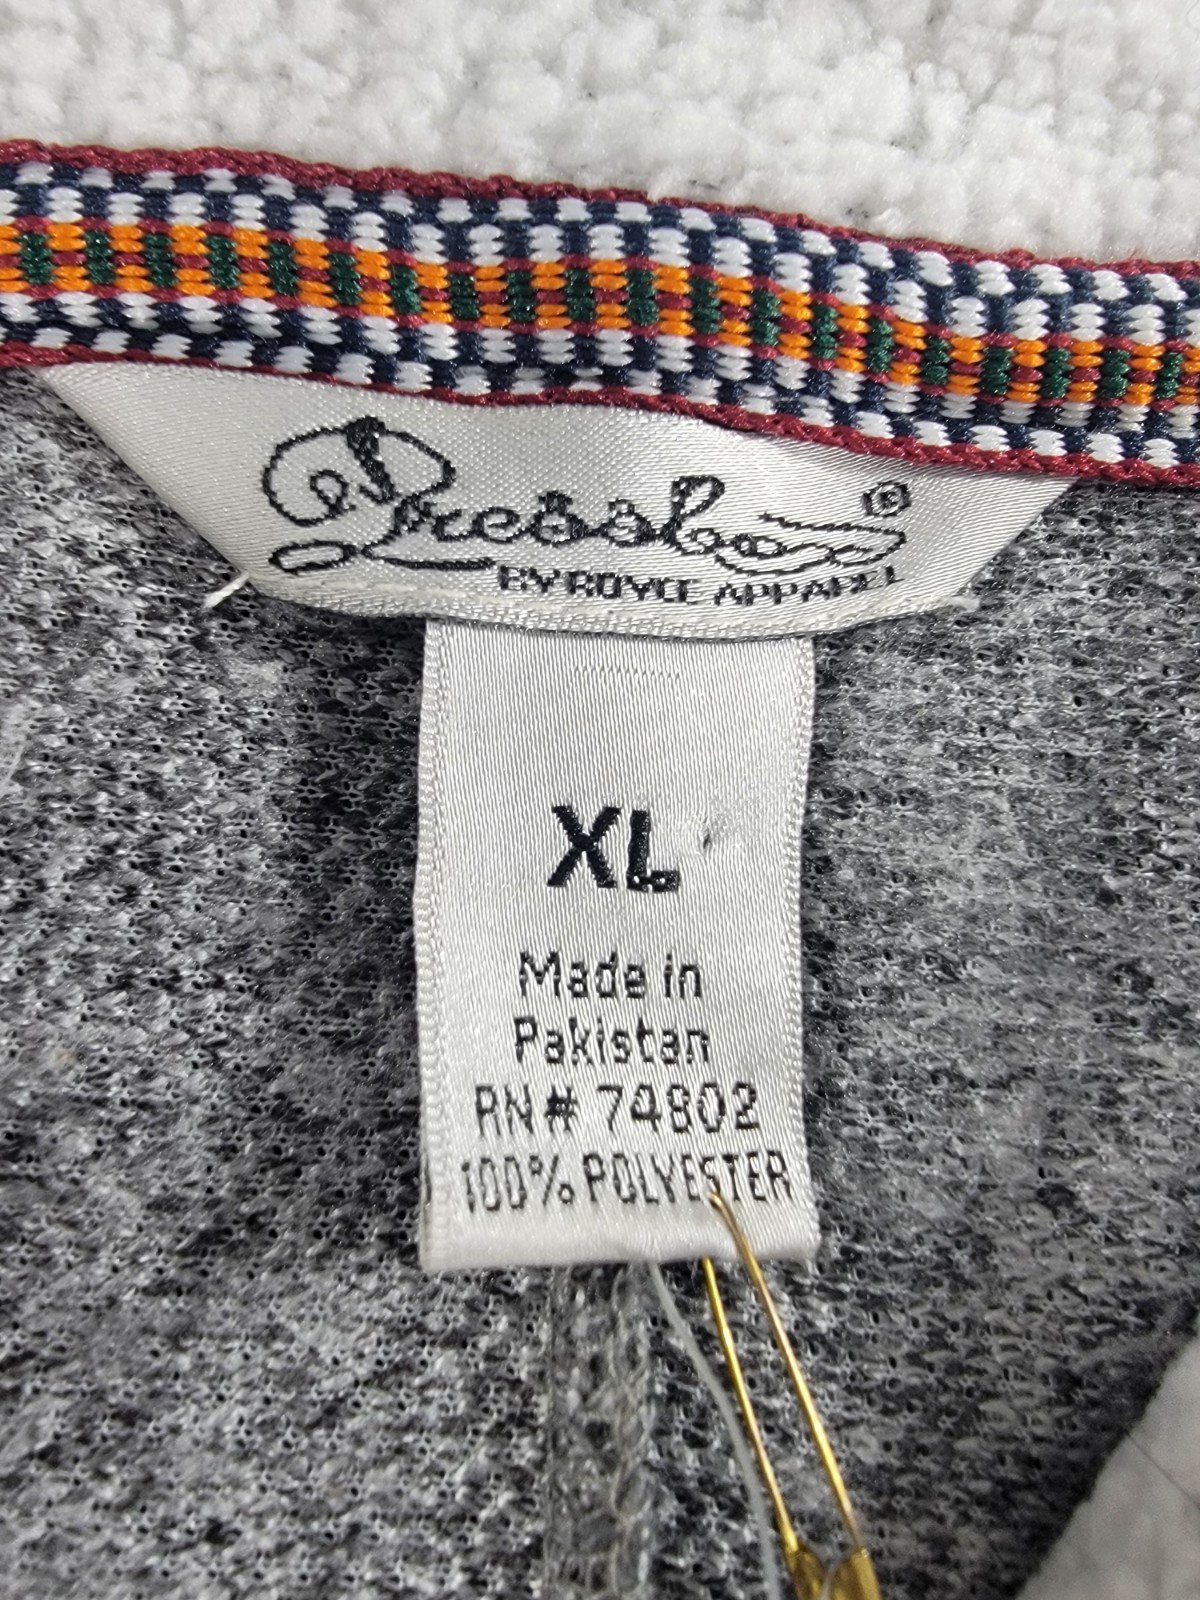 Pressbox ®
BY ROYCE APPAREL
XL
Made in
Pakistan
RN# 74802
100% POLYESTER